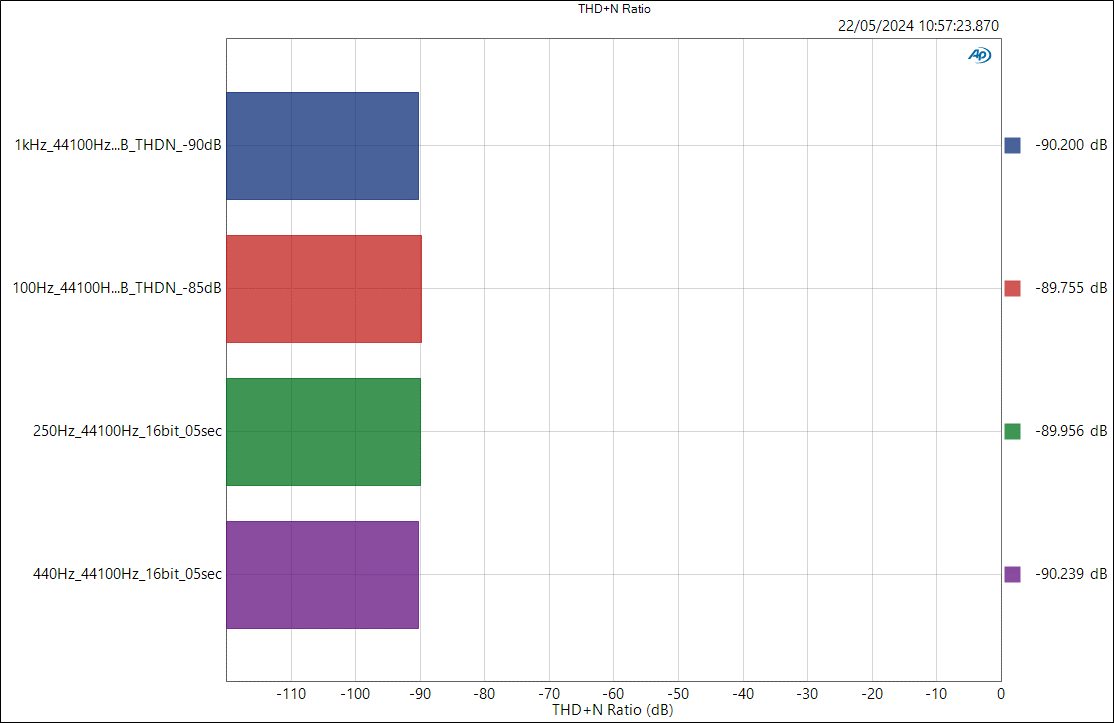 THD+N Ratio
22/05/2024 10:57:23.870
AP
1kHz_44100Hz...B_THDN_-90dB
-90.200 dB
100Hz_44100H...B_THDN_-85dB
-89.755 dB
250Hz_44100Hz_16bit_05sec
-89.956 dB
440Hz_44100Hz_16bit_05sec
-90.239 dB
-110 -100 -90 -80 -70 -60 -50 -40 -30 -20 -10 0
THD+N Ratio (dB)